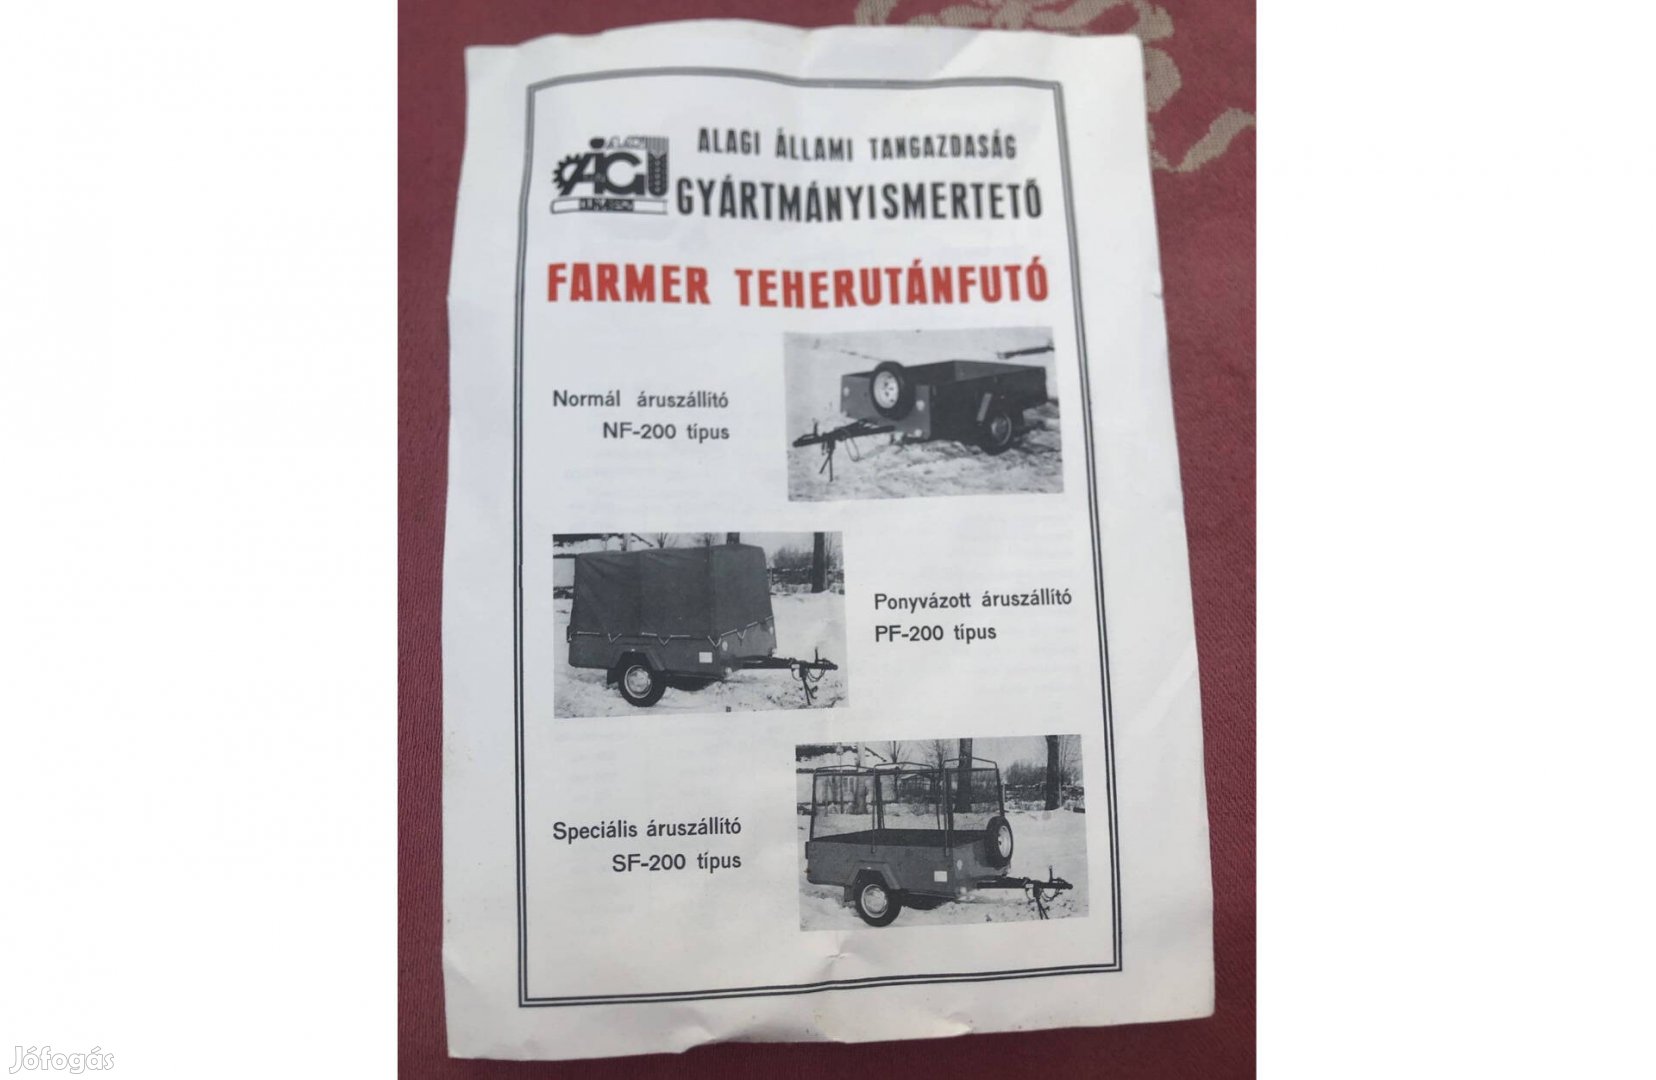 ALAGI ÁLLAMI TANGAZDASÁG
GYÁRTMÁNYISMERTETŐ
FARMER TEHERUTÁNFUTÓ
Normál áruszállító
NF-200 típus
Ponyvázott áruszállító
PF-200 típus
Speciális áruszállító
SF-200 típus
Jófogás